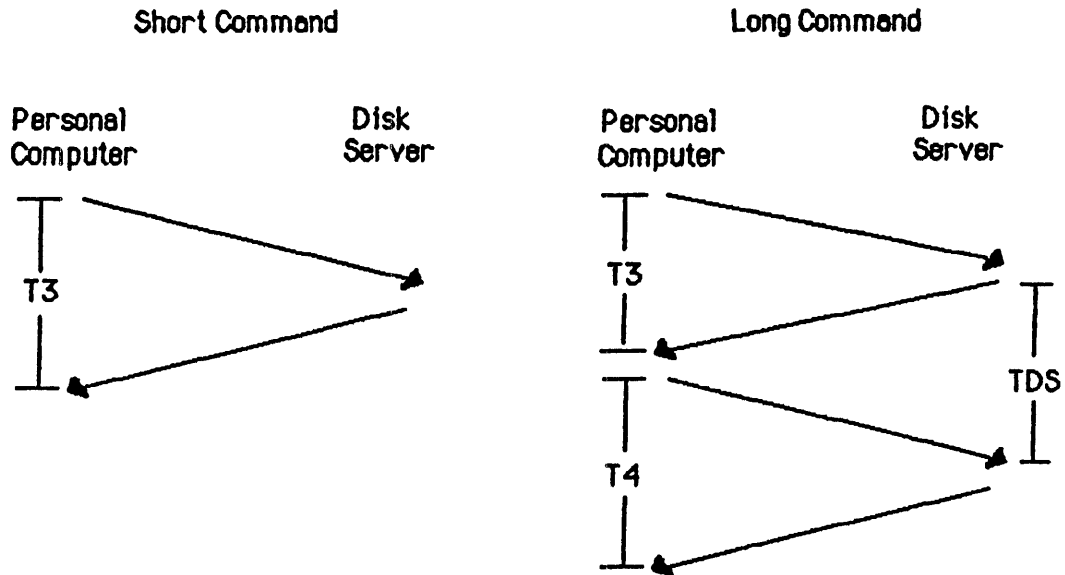 Short Command
Personal
Computer
Disk
Server
T3
Long Command
Personal
Computer
Disk
Server
T3
TDS
T4